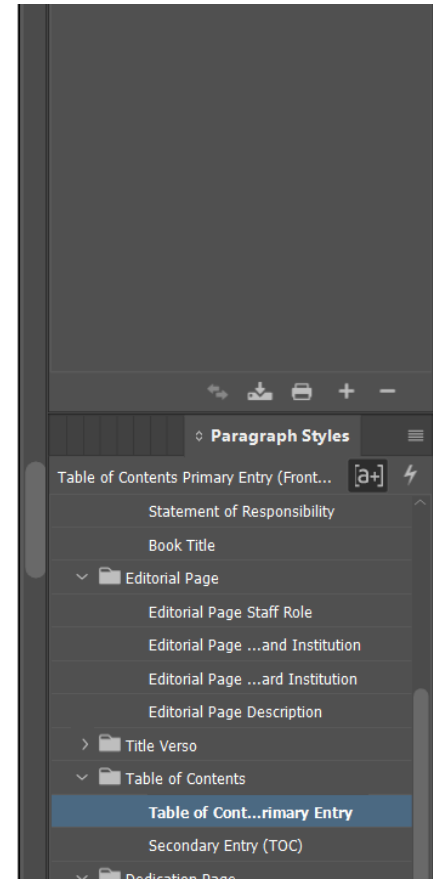 Paragraph Styles
Table of Contents Primary Entry (Front... [a+]
Statement of Responsibility
Book Title
Editorial Page
Editorial Page Staff Role
Editorial Page ...and Institution
Editorial Page ...ard Institution
Editorial Page Description
Title Verso
Table of Contents
Table of Cont...rimary Entry
Secondary Entry (TOC)
Dedication Page